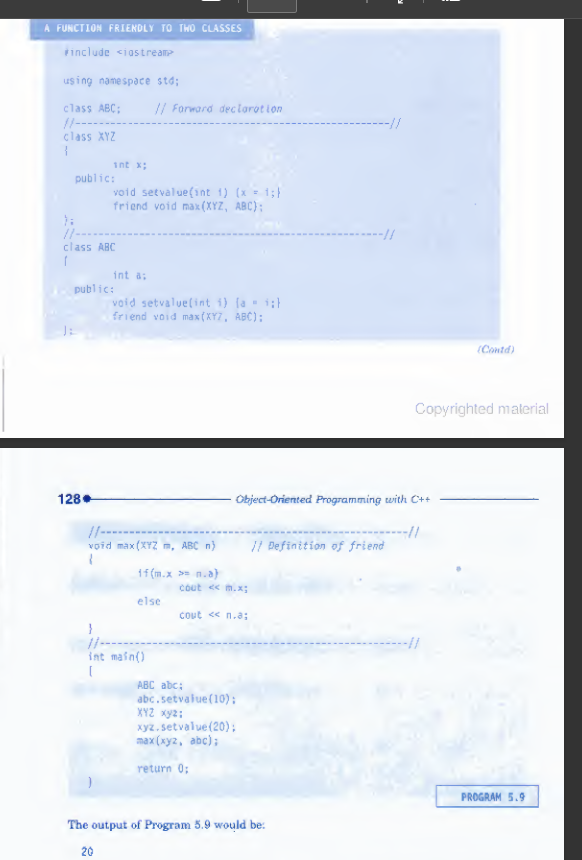 A FUNCTION FRIENDLY TO TWO CLASSES
#include <iostream>
using namespace std;
class ABC; // Forward declaration
//---------------------------------------------------//
class XYZ
{
int x;
public:
void setvalue(int i) {x = i;}
friend void max(XYZ, ABC);
};
//--------------------------------------------------//
class ABC
{
int a;
public:
void setvalue(int i) {a = i;}
friend void max(XYZ, ABC);
};
(Contd)
Copyrighted material
128 Object-Oriented Programming with C++
//--------------------------------------------------//
void max(XYZ m, ABC n) // Definition of friend
{
if(m.x >= n.a)
cout << m.x;
else
cout << n.a;
}
//--------------------------------------------------//
int main()
{
ABC abc;
abc.setvalue(10);
XYZ xyz;
xyz.setvalue(20);
max(xyz, abc);
return 0;
}
PROGRAM 5.9
The output of Program 5.9 would be:
20